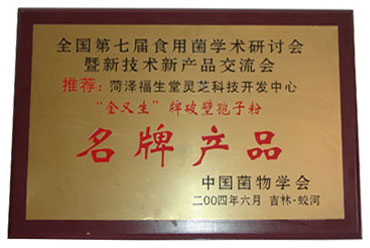 全国第七届食用菌学术研讨会
暨新技术新产品交流会
推荐：菏泽福生堂灵芝科技开发中心
“金又生”牌破壁孢子粉
名牌产品
中国菌物学会
二00四年六月 吉林·蛟河